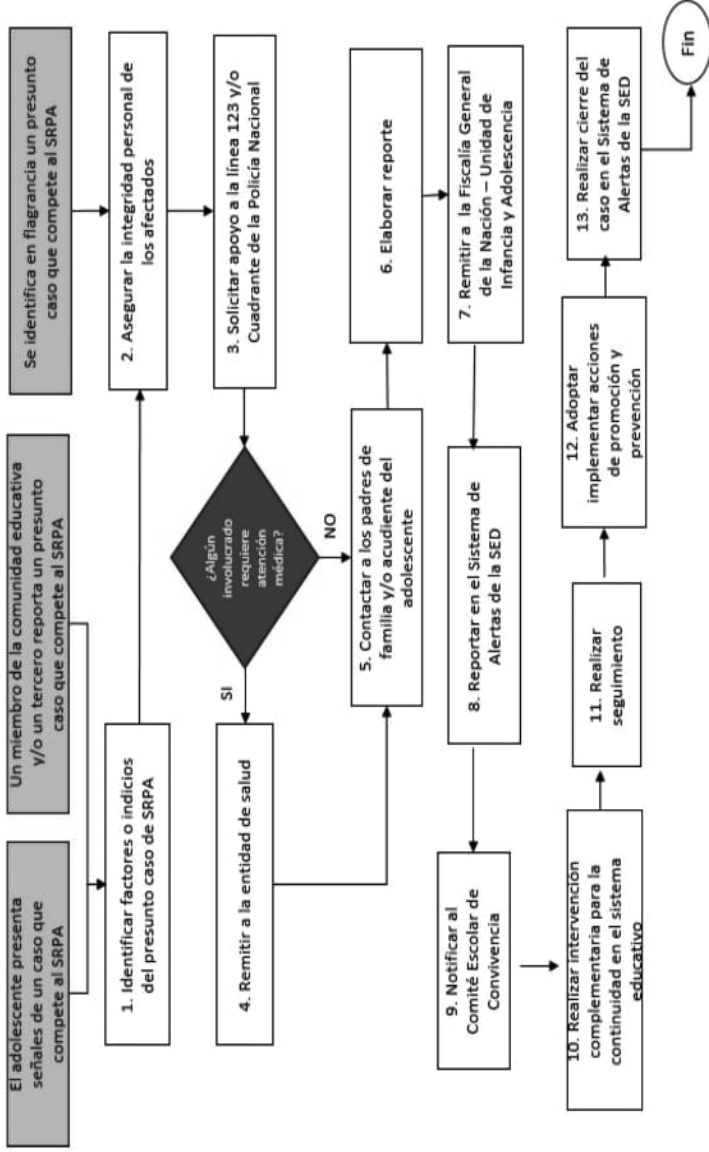 El adolescente presenta
señales de un caso que
compete al SRPA
Un miembro de la comunidad educativa
y/o un tercero reporta un presunto
caso que compete al SRPA
Se identifica en flagrancia un presunto
caso que compete al SRPA
1. Identificar factores o indicios
del presunto caso de SRPA
2. Asegurar la integridad personal de
los afectados
3. Solicitar apoyo a la línea 123 y/o
Cuadrante de la Policía Nacional
¿Algún
involucrado
requiere
atención
médica?
SI
NO
4. Remitir a la entidad de salud
5. Contactar a los padres de
familia y/o acudiente del
adolescente
6. Elaborar reporte
7. Remitir a la Fiscalía General
de la Nación – Unidad de
Infancia y Adolescencia
8. Reportar en el Sistema de
Alertas de la SED
9. Notificar al
Comité Escolar de
Convivencia
10. Realizar intervención
complementaria para la
continuidad en el sistema
educativo
11. Realizar
seguimiento
12. Adoptar
implementar acciones
de promoción y
prevención
13. Realizar cierre del
caso en el Sistema de
Alertas de la SED
Fin